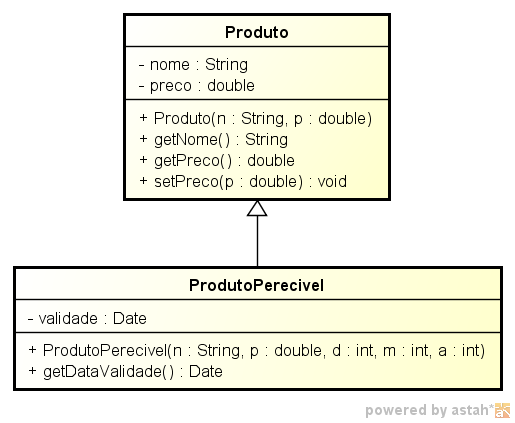 Produto
- nome : String
- preco : double
+ Produto(n : String, p : double)
+ getNome() : String
+ getPreco() : double
+ setPreco(p : double) : void
ProdutoPerecivel
- validade : Date
+ ProdutoPerecivel(n : String, p : double, d : int, m : int, a : int)
+ getDataValidade() : Date
powered by astah*